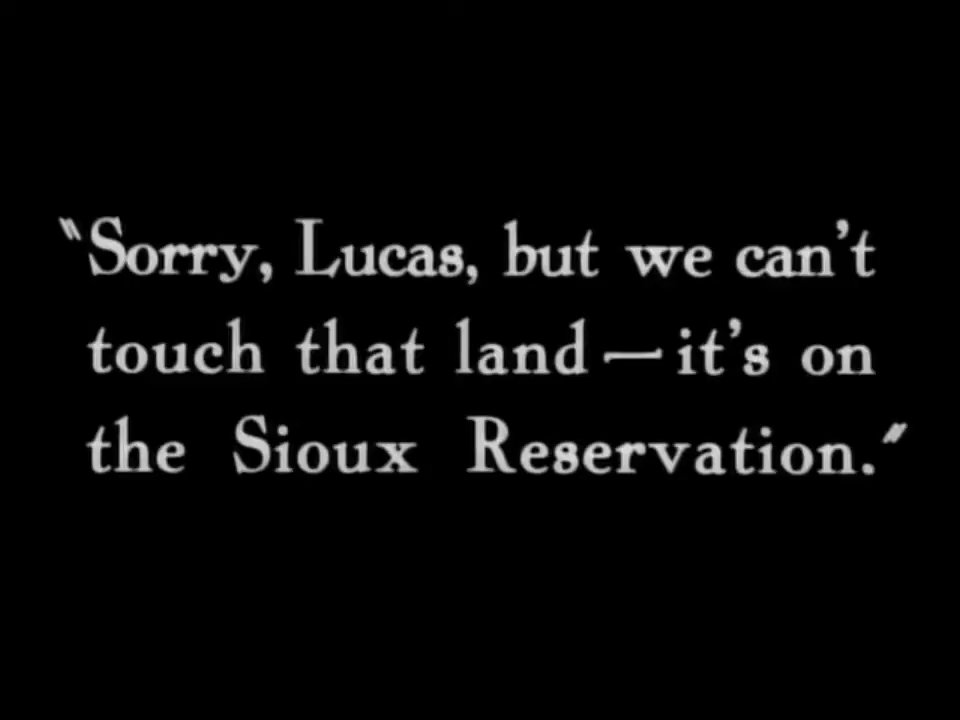 "Sorry, Lucas, but we can't
touch that land — it's on
the Sioux Reservation."